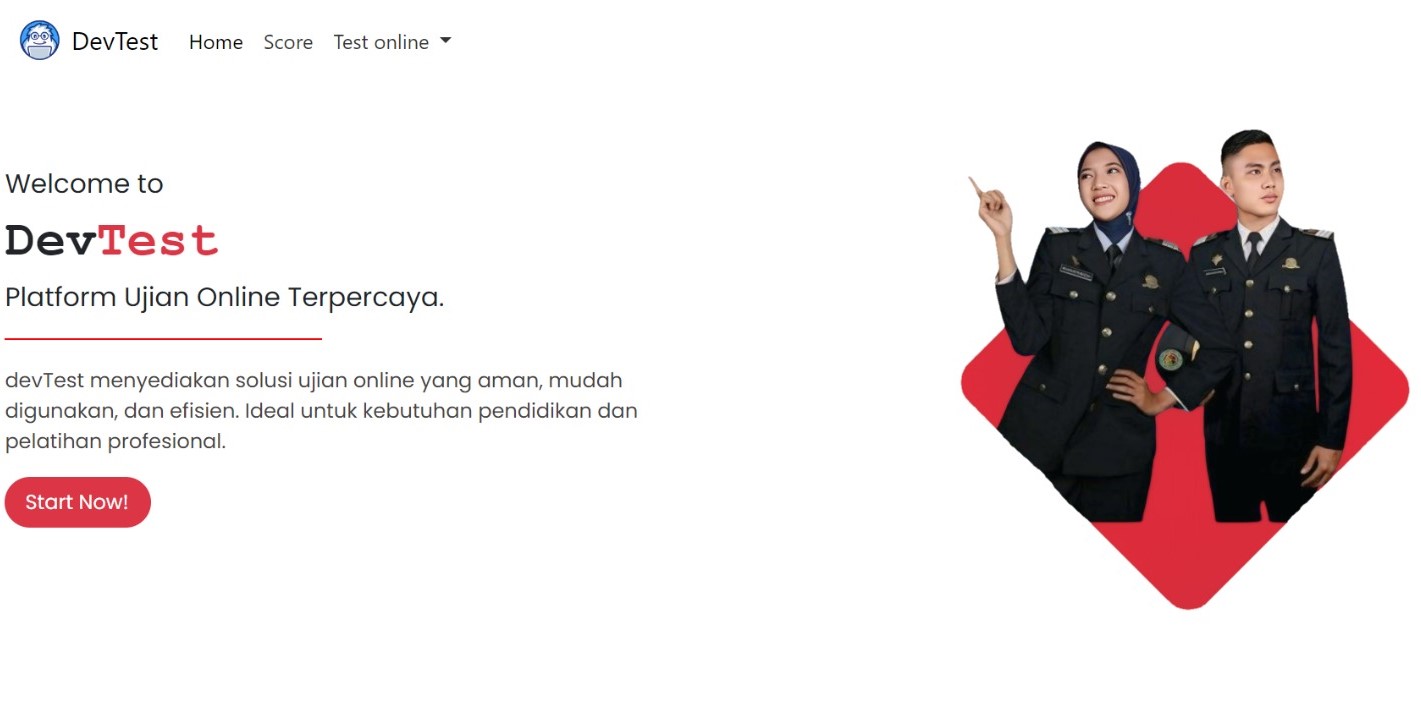 DevTest
Home
Score
Test online
Welcome to
DevTest
Platform Ujian Online Terpercaya.
devTest menyediakan solusi ujian online yang aman, mudah
digunakan, dan efisien. Ideal untuk kebutuhan pendidikan dan
pelatihan profesional.
Start Now!